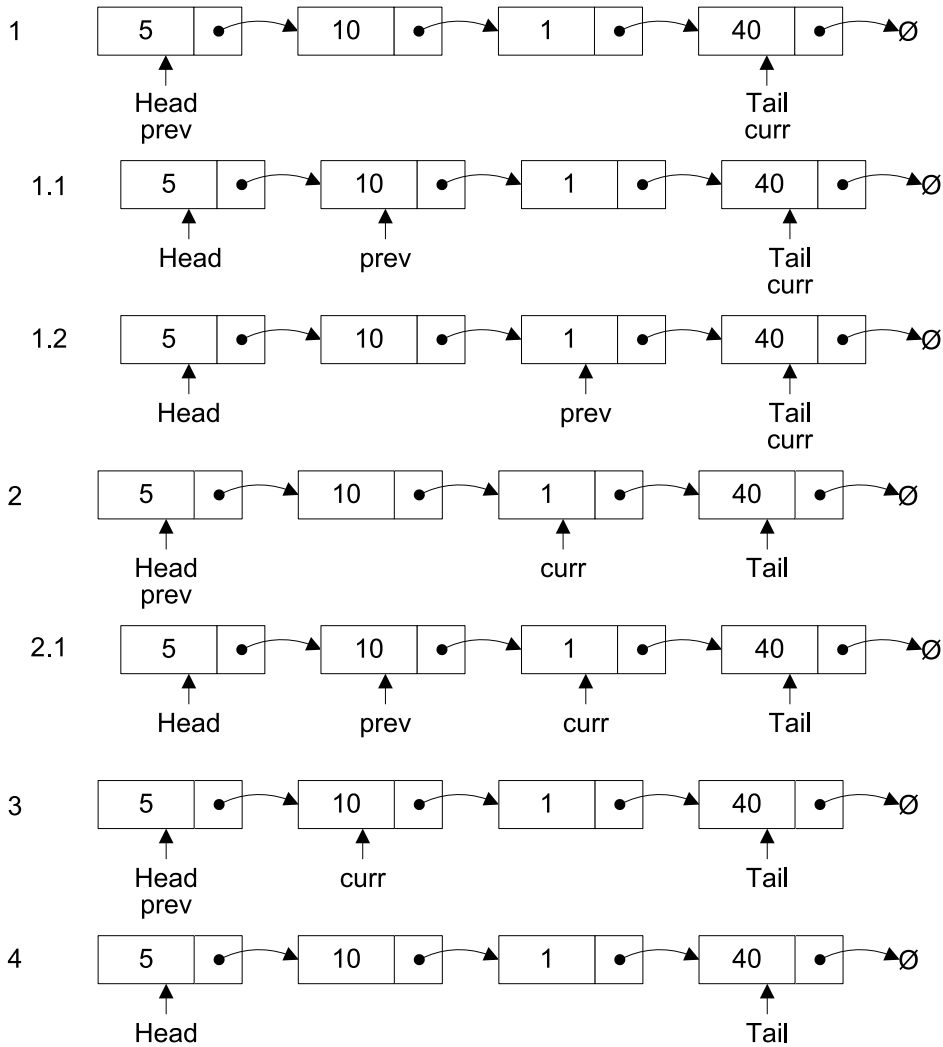 1 5 10 1 40 Ø
Head Tail
prev curr
1.1 5 10 1 40 Ø
Head prev Tail
curr
1.2 5 10 1 40 Ø
Head prev Tail
curr
2 5 10 1 40 Ø
Head curr Tail
prev
2.1 5 10 1 40 Ø
Head prev curr Tail
3 5 10 1 40 Ø
Head curr Tail
prev
4 5 10 1 40 Ø
Head Tail